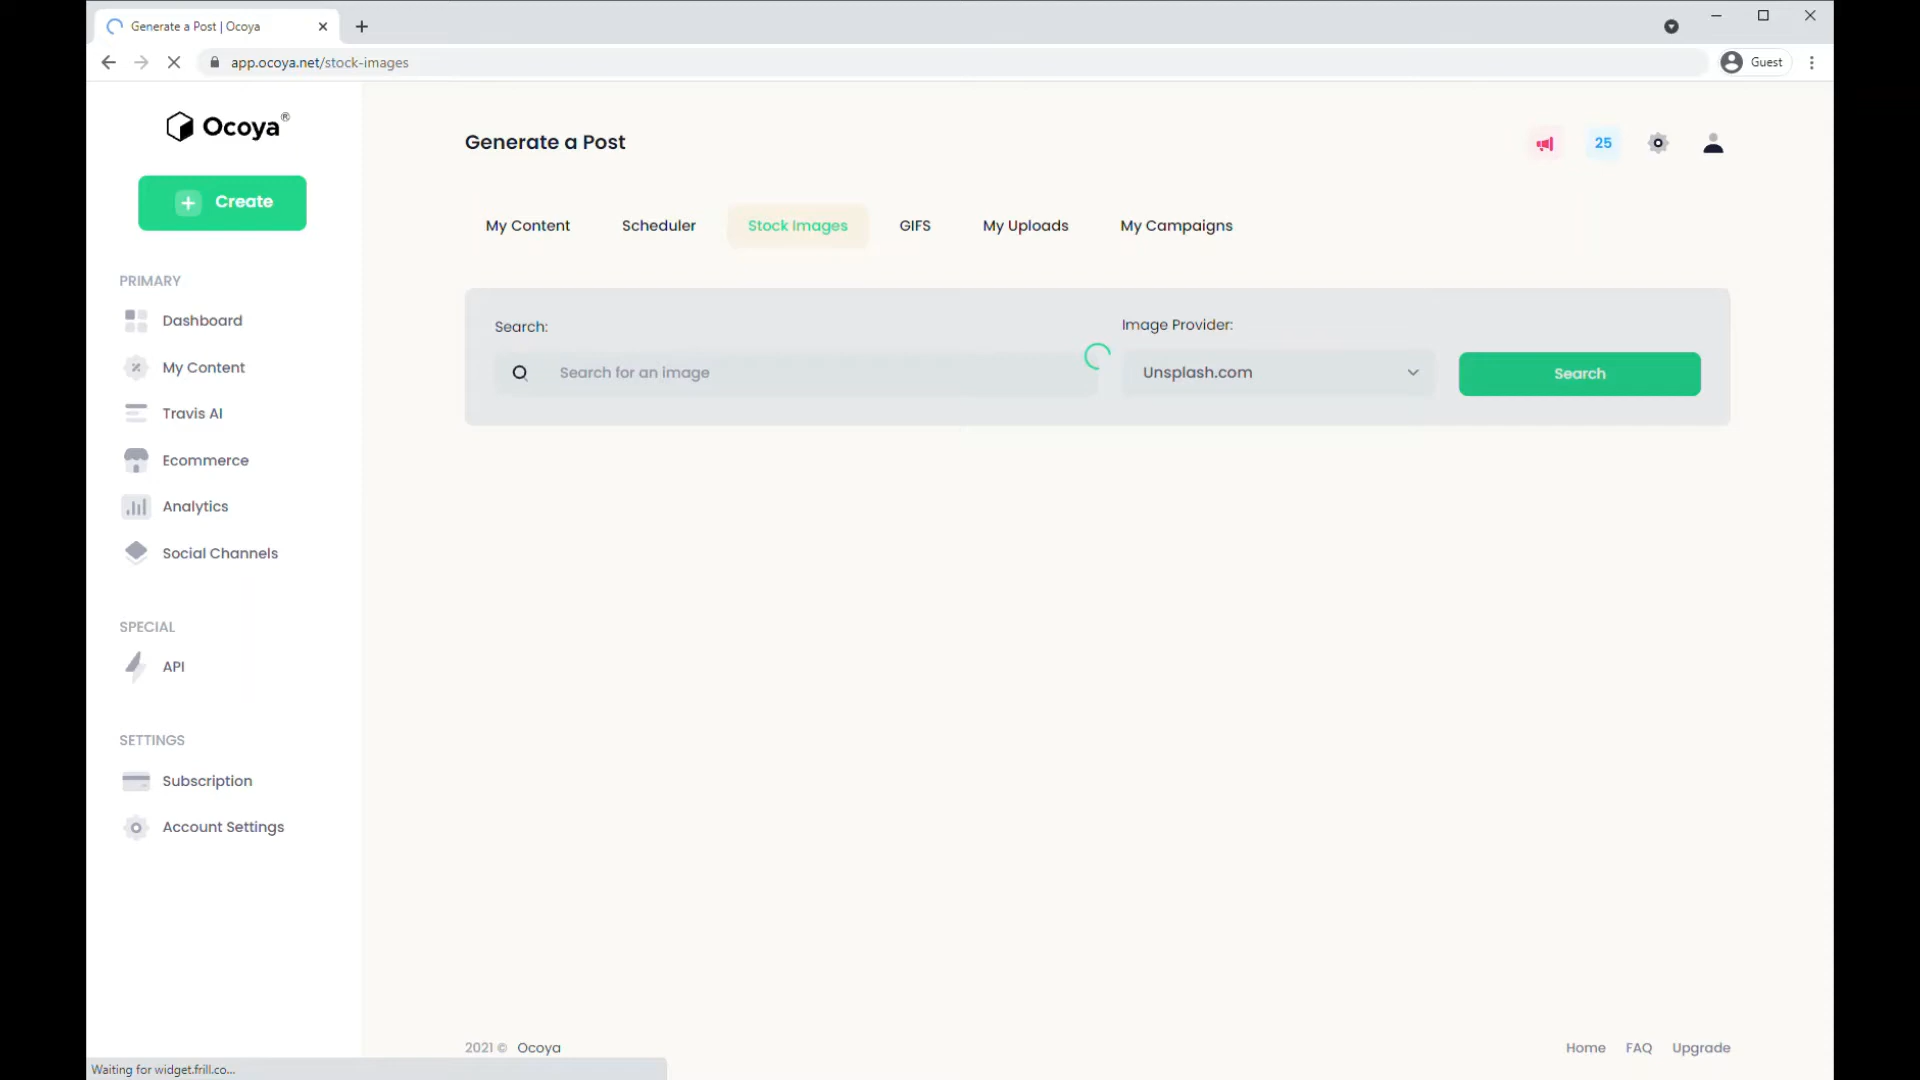 Generate a Post | Ocoya
app.ocoya.net/stock-images
Guest
Ocoya®
Generate a Post
25
Create
My Content
Scheduler
Stock Images
GIFS
My Uploads
My Campaigns
PRIMARY
Dashboard
My Content
Travis AI
Ecommerce
Analytics
Social Channels
SPECIAL
API
SETTINGS
Subscription
Account Settings
Search:
Image Provider:
Search for an image
Unsplash.com
Search
2021 © Ocoya
Home
FAQ
Upgrade
Waiting for widget.frill.co...